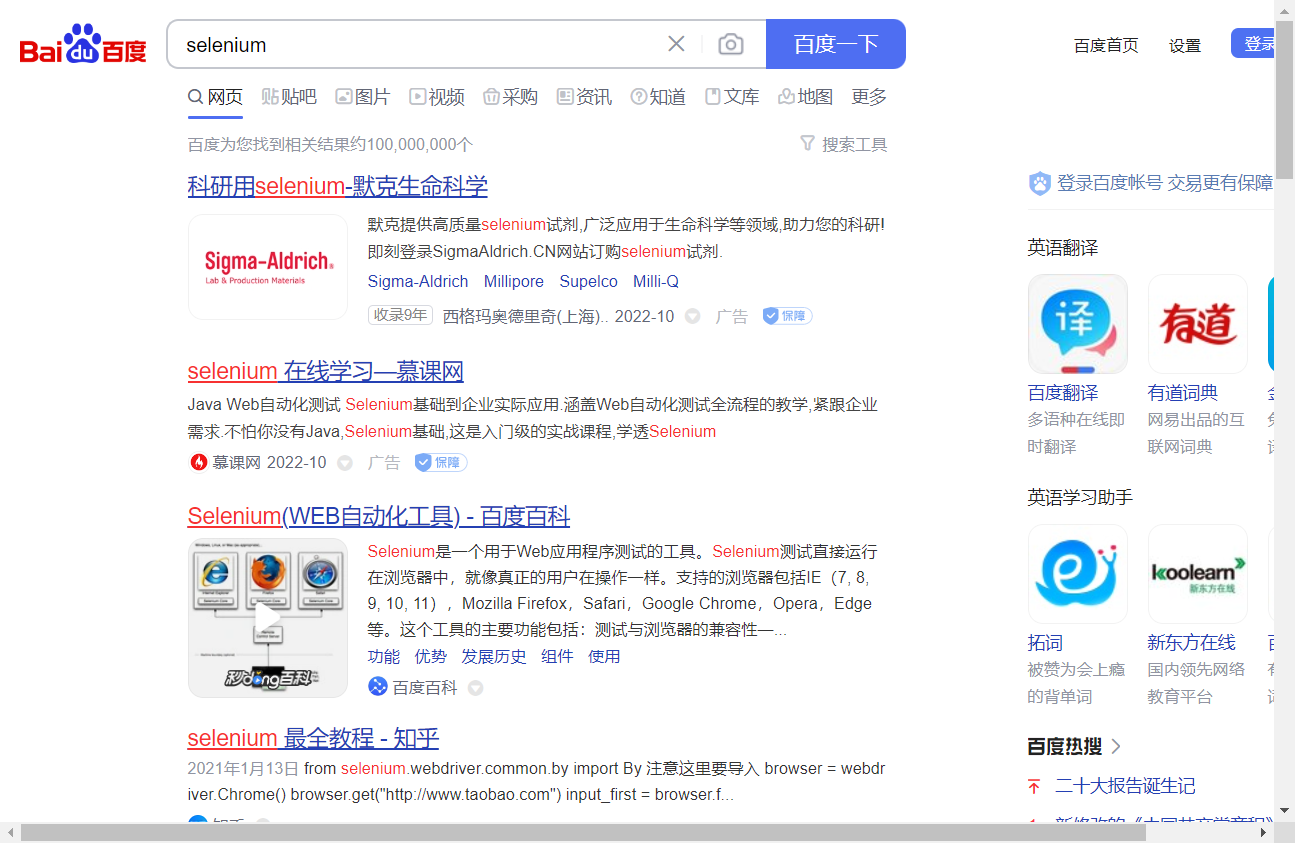 Bai du 百度
selenium
百度一下
百度首页
设置
登录
网页
贴吧
图片
视频
采购
资讯
知道
文库
地图
更多
百度为您找到相关结果约100,000,000个
搜索工具
科研用selenium-默克生命科学
Sigma-Aldrich®
Lab & Production Materials
默克提供高质量selenium试剂,广泛应用于生命科学等领域,助力您的科研!
即刻登录SigmaAldrich.CN网站订购selenium试剂.
Sigma-Aldrich Millipore Supelco Milli-Q
收录9年 西格玛奥德里奇(上海).. 2022-10 广告 保障
selenium 在线学习—慕课网
Java Web自动化测试 Selenium基础到企业实际应用.涵盖Web自动化测试全流程的教学,紧跟企业
需求.不怕你没有Java,Selenium基础,这是入门级的实战课程,学透Selenium
慕课网 2022-10 广告 保障
Selenium(WEB自动化工具) - 百度百科
秒dong百科
Selenium是一个用于Web应用程序测试的工具。Selenium测试直接运行
在浏览器中，就像真正的用户在操作一样。支持的浏览器包括IE（7, 8,
9, 10, 11），Mozilla Firefox，Safari，Google Chrome，Opera，Edge
等。这个工具的主要功能包括：测试与浏览器的兼容性—...
功能 优势 发展历史 组件 使用
百度百科
selenium 最全教程 - 知乎
2021年1月13日 from selenium.webdriver.common.by import By 注意这里要导入 browser = webdr
iver.Chrome() browser.get("http://www.taobao.com") input_first = browser.f...
知乎
登录百度帐号 交易更有保障
英语翻译
译
有道
百度翻译
多语种在线即
时翻译
有道词典
网易出品的互
联网词典
英语学习助手
koolearn
新东方在线
拓词
被赞为会上瘾
的背单词
新东方在线
国内领先网络
教育平台
百度热搜
二十大报告诞生记
新修改的《中国共产党章程》